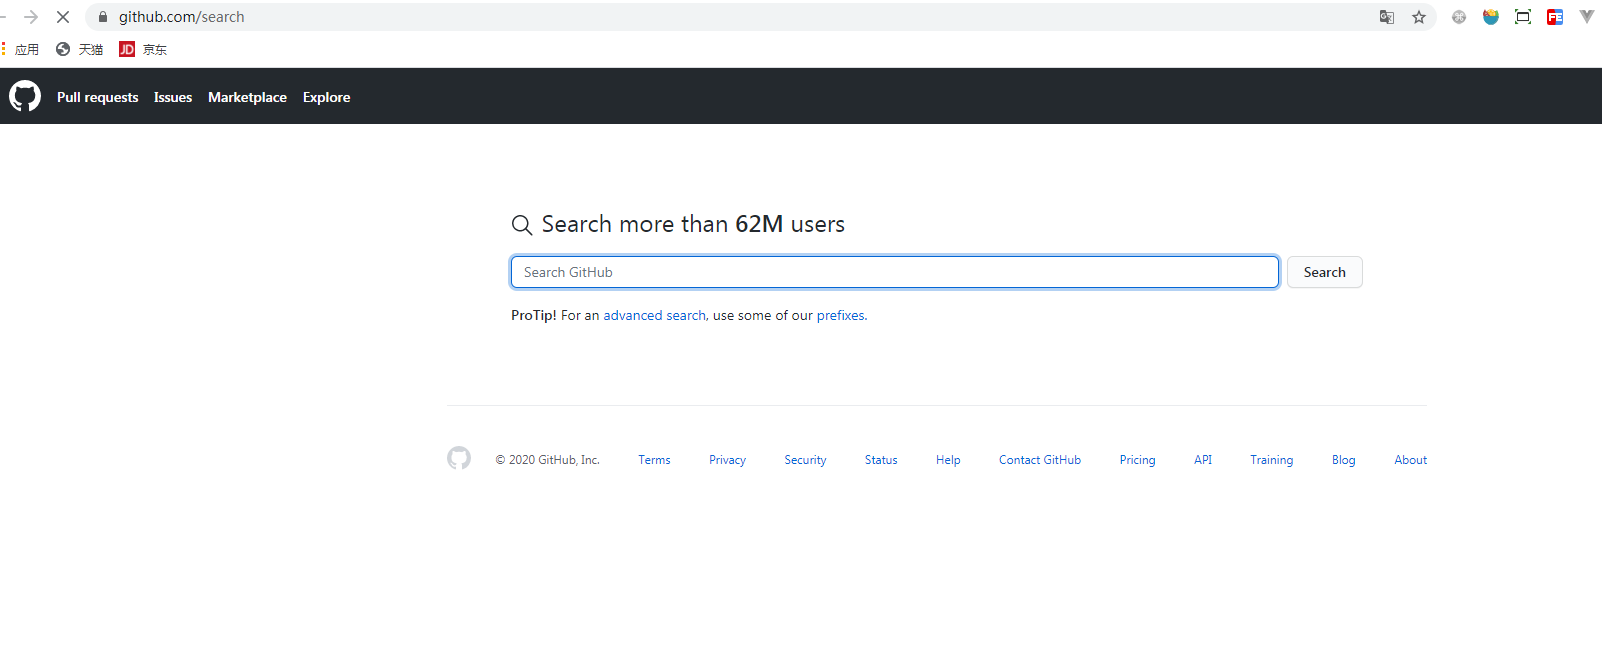 github.com/search
应用 天猫 JD 京东
Pull requests Issues Marketplace Explore
Search more than 62M users
Search GitHub Search
ProTip! For an advanced search, use some of our prefixes.
© 2020 GitHub, Inc. Terms Privacy Security Status Help Contact GitHub Pricing API Training Blog About